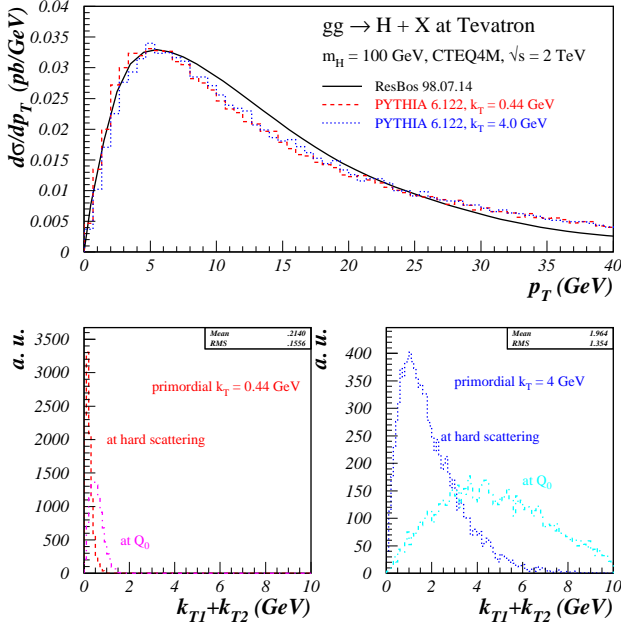 gg → H + X at Tevatron
m_H = 100 GeV, CTEQ4M, √s = 2 TeV
ResBos 98.07.14
PYTHIA 6.122, k_T = 0.44 GeV
PYTHIA 6.122, k_T = 4.0 GeV
dσ/dp_T (pb/GeV)
0.04
0.035
0.03
0.025
0.02
0.015
0.01
0.005
0
0 5 10 15 20 25 30 35 40
p_T (GeV)
a. u.
Mean .2140
RMS .1556
primordial k_T = 0.44 GeV
at hard scattering
at Q_0
3500
3000
2500
2000
1500
1000
500
0
0 2 4 6 8 10
k_T1+k_T2 (GeV)
a. u.
Mean 1.964
RMS 1.354
primordial k_T = 4 GeV
at hard scattering
at Q_0
400
350
300
250
200
150
100
50
0
0 2 4 6 8 10
k_T1+k_T2 (GeV)